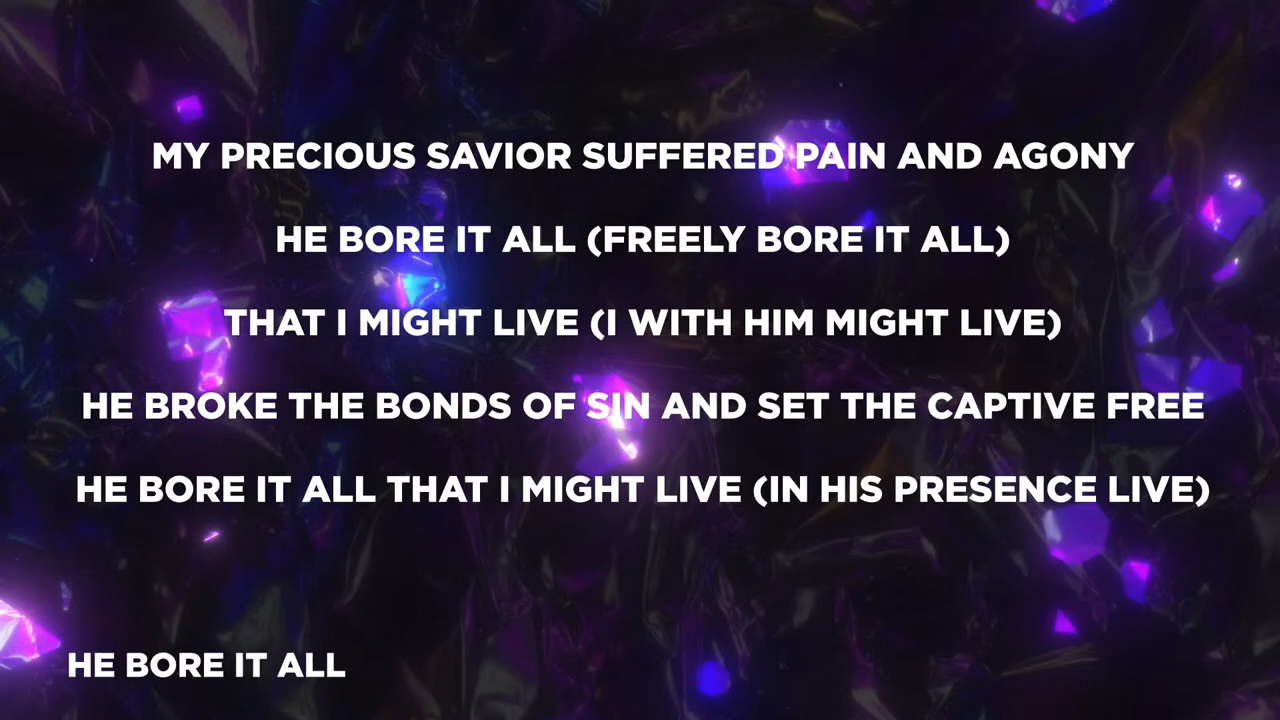 MY PRECIOUS SAVIOR SUFFERED PAIN AND AGONY
HE BORE IT ALL (FREELY BORE IT ALL)
THAT I MIGHT LIVE (I WITH HIM MIGHT LIVE)
HE BROKE THE BONDS OF SIN AND SET THE CAPTIVE FREE
HE BORE IT ALL THAT I MIGHT LIVE (IN HIS PRESENCE LIVE)
HE BORE IT ALL